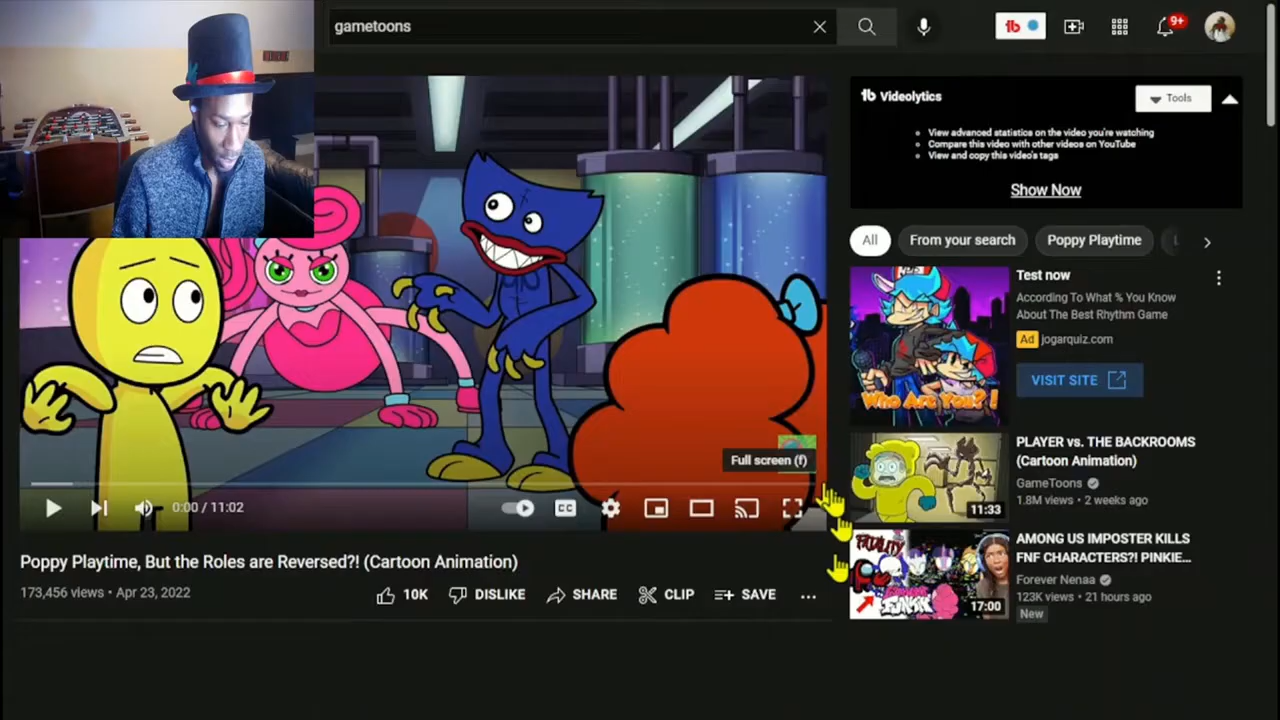 gametoons
9+
Videolytics
Tools
View advanced statistics on the video you're watching
Compare this video with other videos on YouTube
View and copy this video's tags
Show Now
All
From your search
Poppy Playtime
Test now
According To What % You Know
About The Best Rhythm Game
Ad jogarquiz.com
VISIT SITE
Who Are You?!
PLAYER vs. THE BACKROOMS
(Cartoon Animation)
GameToons
1.8M views • 2 weeks ago
11:33
AMONG US IMPOSTER KILLS
FNF CHARACTERS?! PINKIE...
Forever Nenaa
123K views • 21 hours ago
New
FATALITY
17:00
Full screen (f)
0:00 / 11:02
CC
Poppy Playtime, But the Roles are Reversed?! (Cartoon Animation)
173,456 views • Apr 23, 2022
10K
DISLIKE
SHARE
CLIP
SAVE